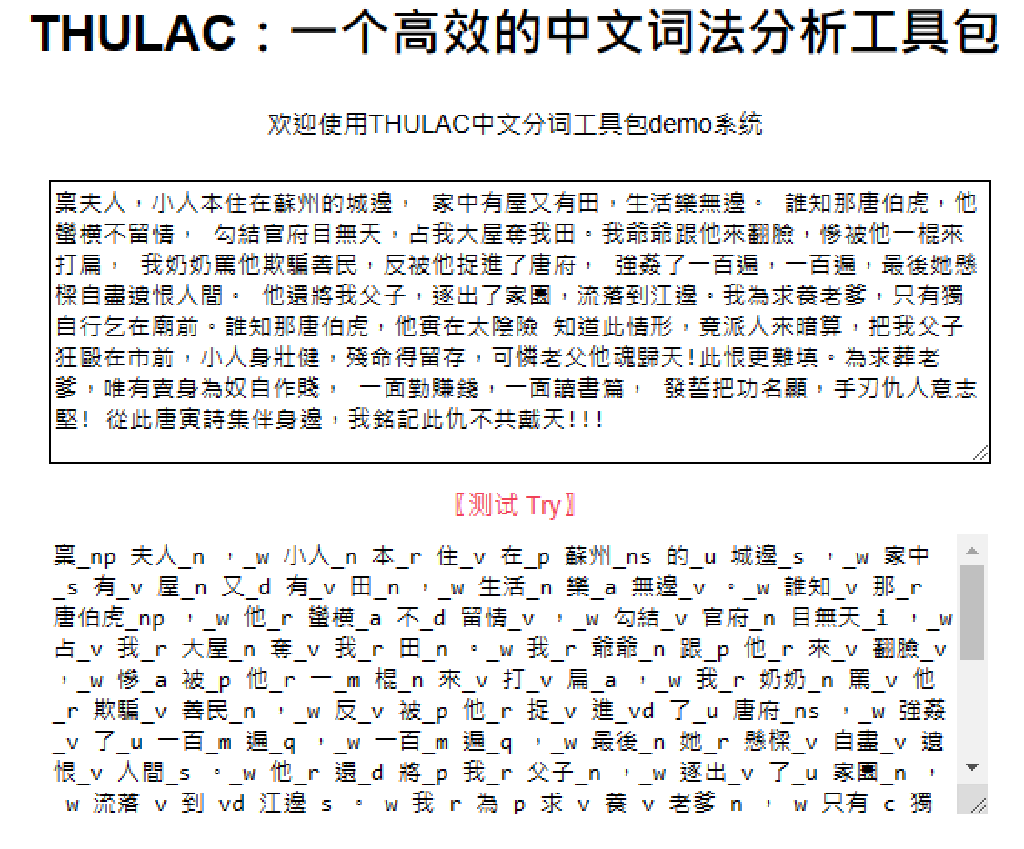 THULAC：一个高效的中文词法分析工具包
欢迎使用THULAC中文分词工具包demo系统
稟夫人，小人本住在蘇州的城邊， 家中有屋又有田，生活樂無邊。 誰知那唐伯虎，他
蠻橫不留情， 勾結官府目無天，占我大屋奪我田。我爺爺跟他來翻臉，慘被他一棍來
打扁， 我奶奶罵他欺騙善民，反被他捉進了唐府， 強姦了一百遍，一百遍，最後她懸
樑自盡遺恨人間。 他還將我父子，逐出了家園，流落到江邊。我為求養老爹，只有獨
自行乞在廟前。誰知那唐伯虎，他實在太陰險 知道此情形，竟派人來暗算，把我父子
狂毆在市前，小人身壯健，殘命得留存，可憐老父他魂歸天!此恨更難填。為求葬老
爹，唯有賣身為奴自作賤， 一面勤賺錢，一面讀書篇， 發誓把功名顯，手刃仇人意志
堅! 從此唐寅詩集伴身邊，我銘記此仇不共戴天!!!
〖测试 Try〗
稟_np 夫人_n ，_w 小人_n 本_r 住_v 在_p 蘇州_ns 的_u 城邊_s ，_w 家中
_s 有_v 屋_n 又_d 有_v 田_n ，_w 生活_n 樂_a 無邊_v 。_w 誰知_v 那_r
唐伯虎_np ，_w 他_r 蠻橫_a 不_d 留情_v ，_w 勾結_v 官府_n 目無天_i ，_w
占_v 我_r 大屋_n 奪_v 我_r 田_n 。_w 我_r 爺爺_n 跟_p 他_r 來_v 翻臉_v
，_w 慘_a 被_p 他_r 一_m 棍_n 來_v 打_v 扁_a ，_w 我_r 奶奶_n 罵_v 他
_r 欺騙_v 善民_n ，_w 反_v 被_p 他_r 捉_v 進_vd 了_u 唐府_ns ，_w 強姦
_v 了_u 一百_m 遍_q ，_w 一百_m 遍_q ，_w 最後_n 她_r 懸樑_v 自盡_v 遺
恨_v 人間_s 。_w 他_r 還_d 將_p 我_r 父子_n ，_w 逐出_v 了_u 家園_n ，
_w 流落_v 到_vd 江邊_s 。_w 我_r 為_p 求_v 養_v 老爹_n ，_w 只有_c 獨